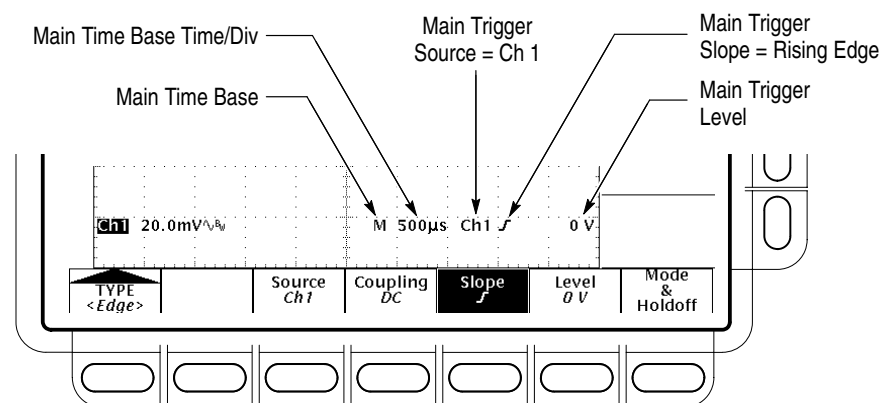 Main Time Base Time/Div
Main Trigger
Source = Ch 1
Main Trigger
Slope = Rising Edge
Main Time Base
Main Trigger
Level
Ch1 20.0mV∿Bw M 500µs Ch1 ƒ 0 V
TYPE
<Edge>
Source
Ch1
Coupling
DC
Slope
ƒ
Level
0 V
Mode
&
Holdoff